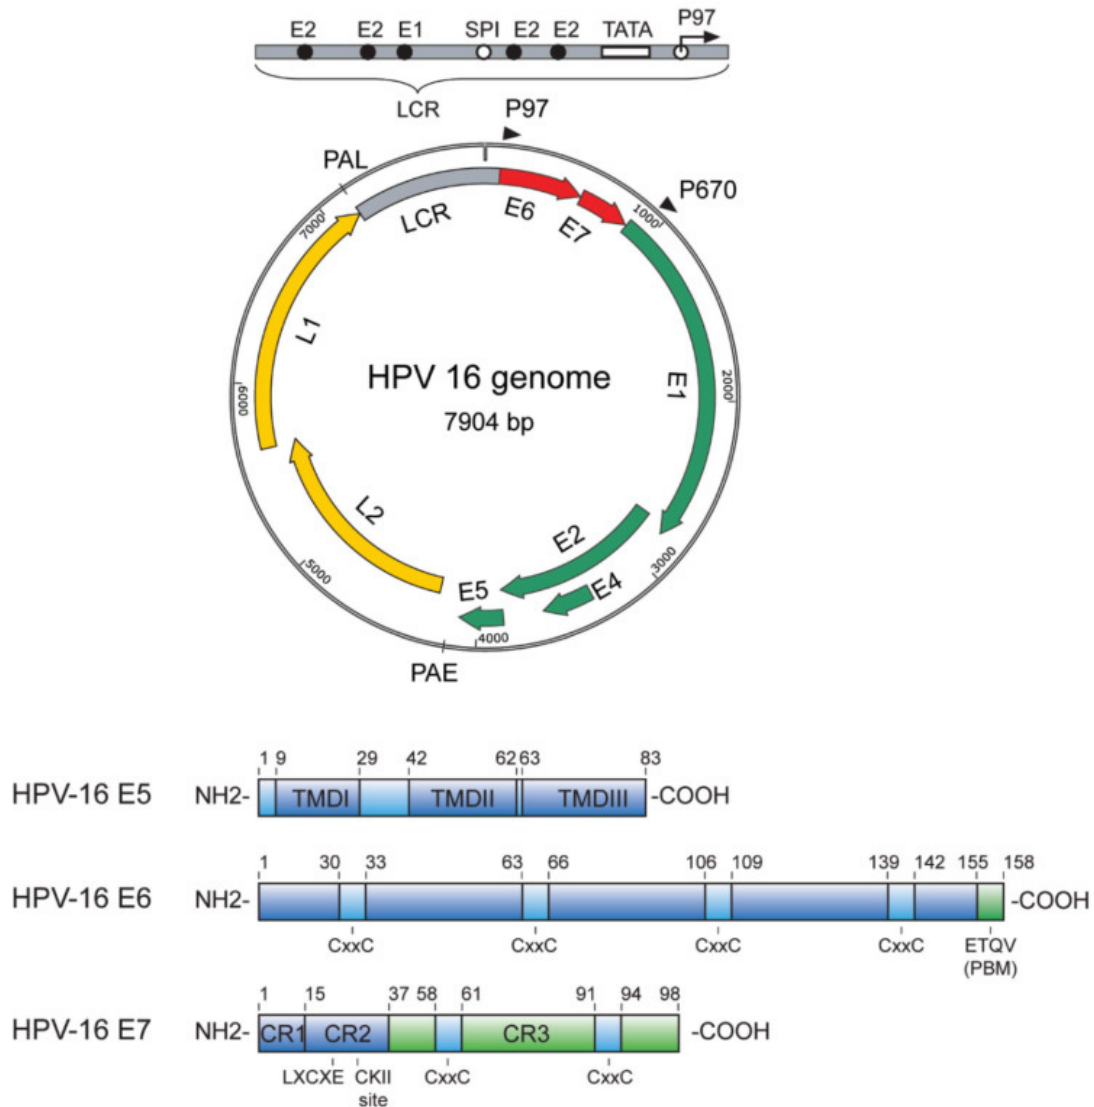 E2 E2 E1 SPI E2 E2 TATA P97
LCR
P97
PAL
P670
LCR
E6
E7
1000
7000
L1
E1
2000
6000
HPV 16 genome
7904 bp
L2
E2
3000
5000
E5
E4
4000
PAE
1 9 29 42 62 63 83
HPV-16 E5 NH2- TMDI TMDII TMDIII -COOH
1 30 33 63 66 106 109 139 142 155 158
HPV-16 E6 NH2- -COOH
CxxC CxxC CxxC CxxC ETQV
(PBM)
1 15 37 58 61 91 94 98
HPV-16 E7 NH2- CR1 CR2 CR3 -COOH
LXCXE CKII CxxC CxxC
site